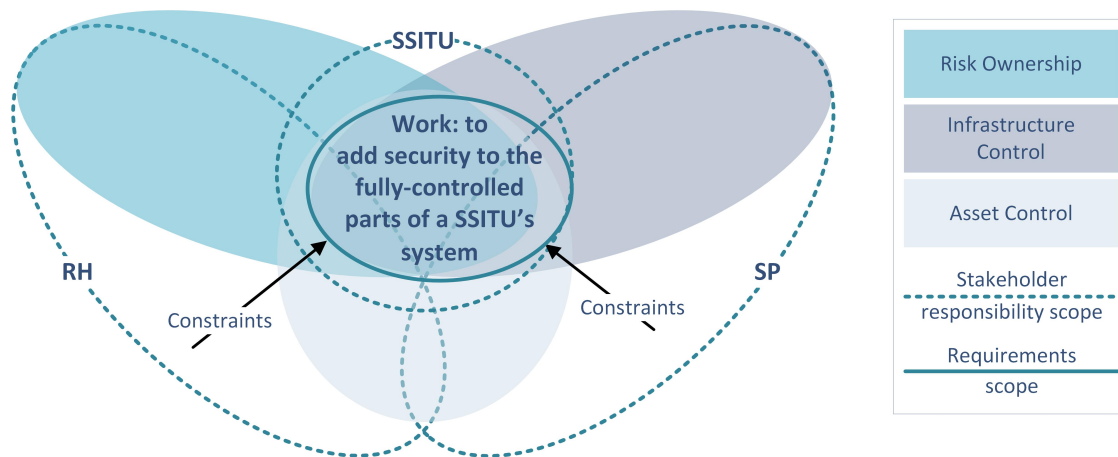 SSITU
Work: to
add security to the
fully-controlled
parts of a SSITU's
system
RH
SP
Constraints
Constraints
Risk Ownership
Infrastructure
Control
Asset Control
Stakeholder
responsibility scope
Requirements
scope